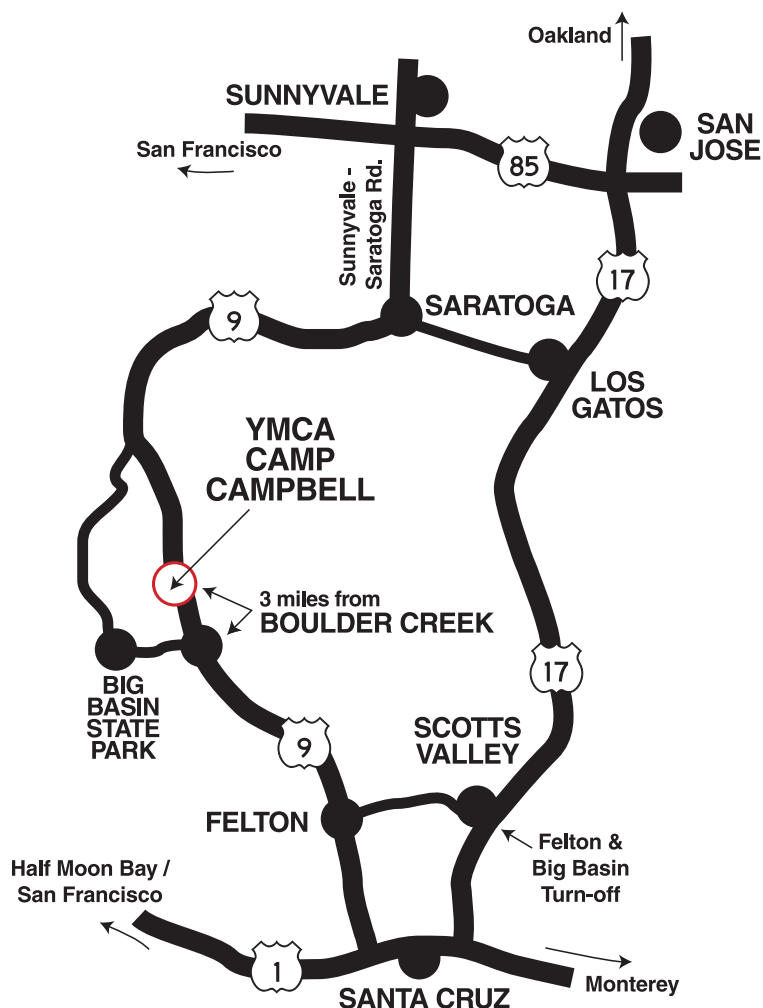 Oakland
SUNNYVALE
SAN
JOSE
San Francisco
85
Sunnyvale -
Saratoga Rd.
17
9
SARATOGA
LOS
GATOS
YMCA
CAMP
CAMPBELL
3 miles from
BOULDER CREEK
17
BIG
BASIN
STATE
PARK
9
SCOTTS
VALLEY
FELTON
Felton &
Big Basin
Turn-off
Half Moon Bay /
San Francisco
1
Monterey
SANTA CRUZ